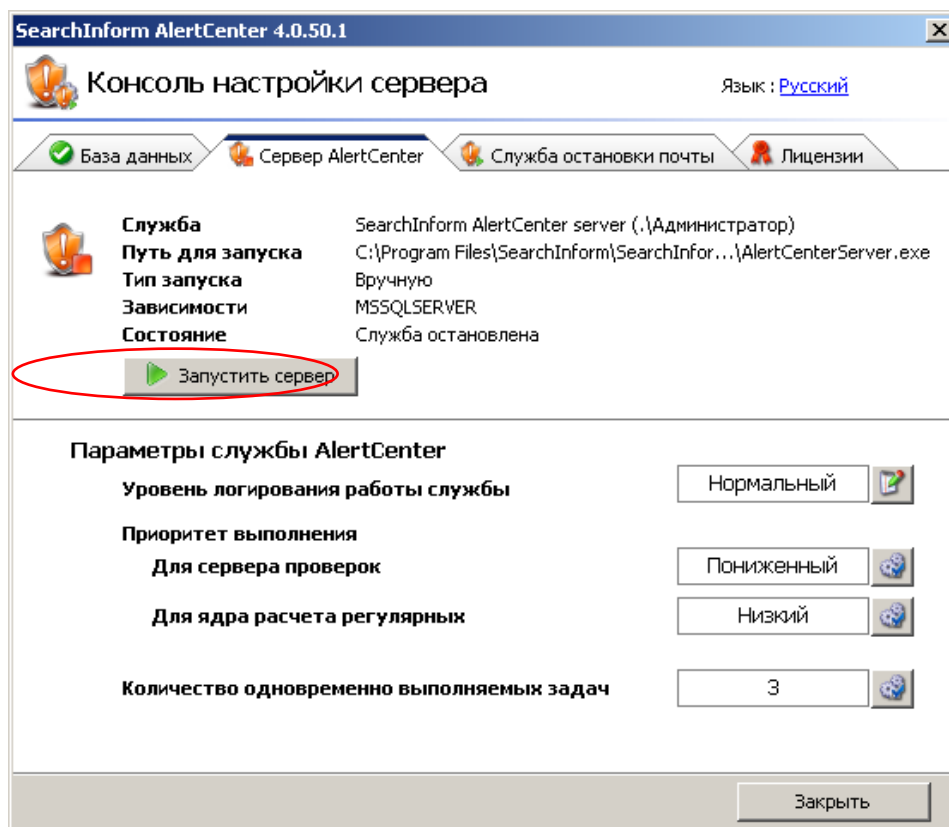 SearchInform AlertCenter 4.0.50.1
Консоль настройки сервера
Язык : Русский
База данных
Сервер AlertCenter
Служба остановки почты
Лицензии
Служба SearchInform AlertCenter server (.\Администратор)
Путь для запуска C:\Program Files\SearchInform\SearchInfor...\AlertCenterServer.exe
Тип запуска Вручную
Зависимости MSSQLSERVER
Состояние Служба остановлена
Запустить сервер
Параметры службы AlertCenter
Уровень логирования работы службы Нормальный
Приоритет выполнения
Для сервера проверок Пониженный
Для ядра расчета регулярных Низкий
Количество одновременно выполняемых задач 3
Закрыть